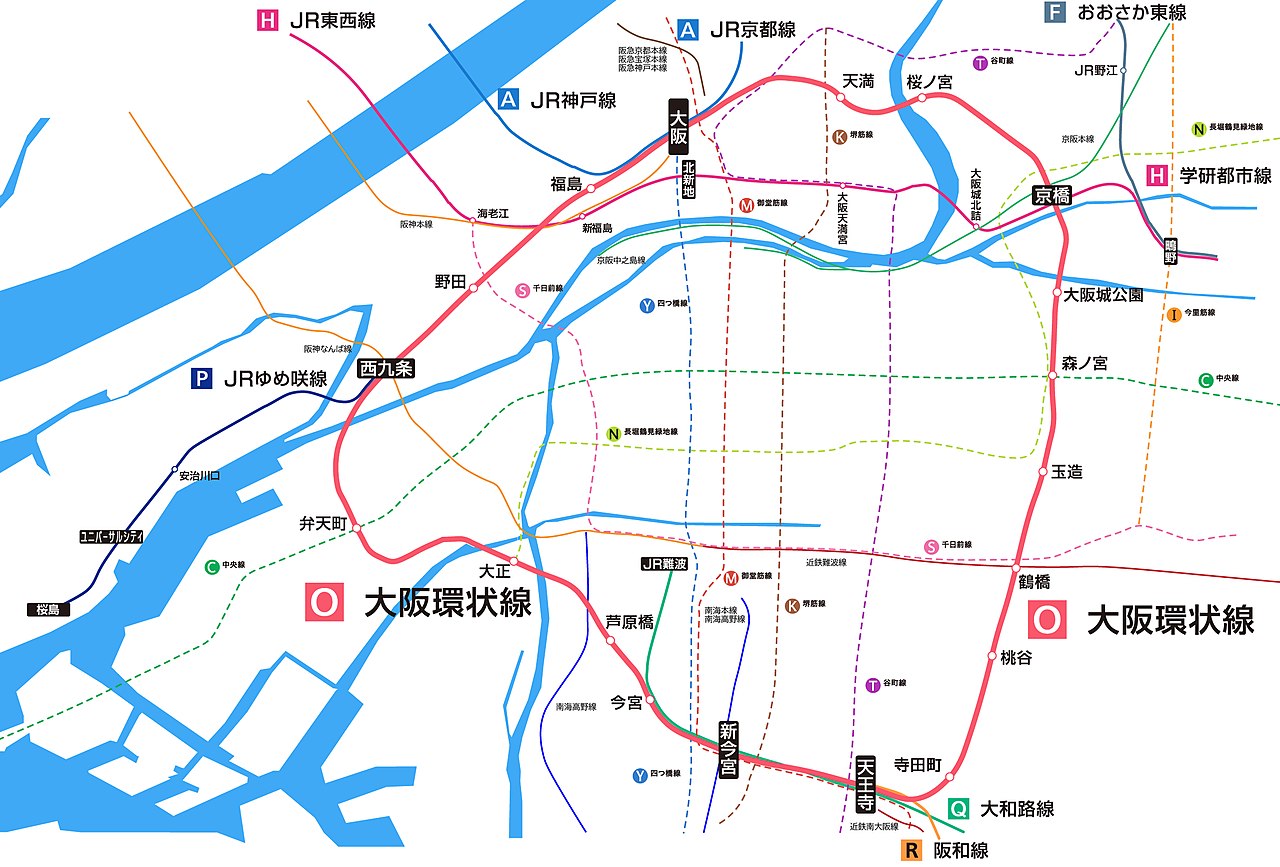 H JR東西線
A JR京都線
F おおさか東線
阪急京都本線
阪急宝塚本線
阪急神戸本線
T 谷町線
JR野江
A JR神戸線
大阪
天満
桜ノ宮
K 堺筋線
京阪本線
N 長堀鶴見緑地線
福島
北新地
大阪天満宮
大阪城北詰
京橋
H 学研都市線
海老江
阪神本線
新福島
M 御堂筋線
鴫野
京阪中之島線
野田
S 千日前線
Y 四つ橋線
大阪城公園
I 今里筋線
阪神なんば線
西九条
P JRゆめ咲線
森ノ宮
C 中央線
N 長堀鶴見緑地線
安治川口
玉造
弁天町
ユニバーサルシティ
S 千日前線
近鉄難波線
C 中央線
大正
JR難波
M 御堂筋線
鶴橋
桜島
O 大阪環状線
南海本線
南海高野線
K 堺筋線
O 大阪環状線
芦原橋
桃谷
T 谷町線
今宮
南海高野線
新今宮
Y 四つ橋線
天王寺
寺田町
Q 大和路線
近鉄南大阪線
R 阪和線